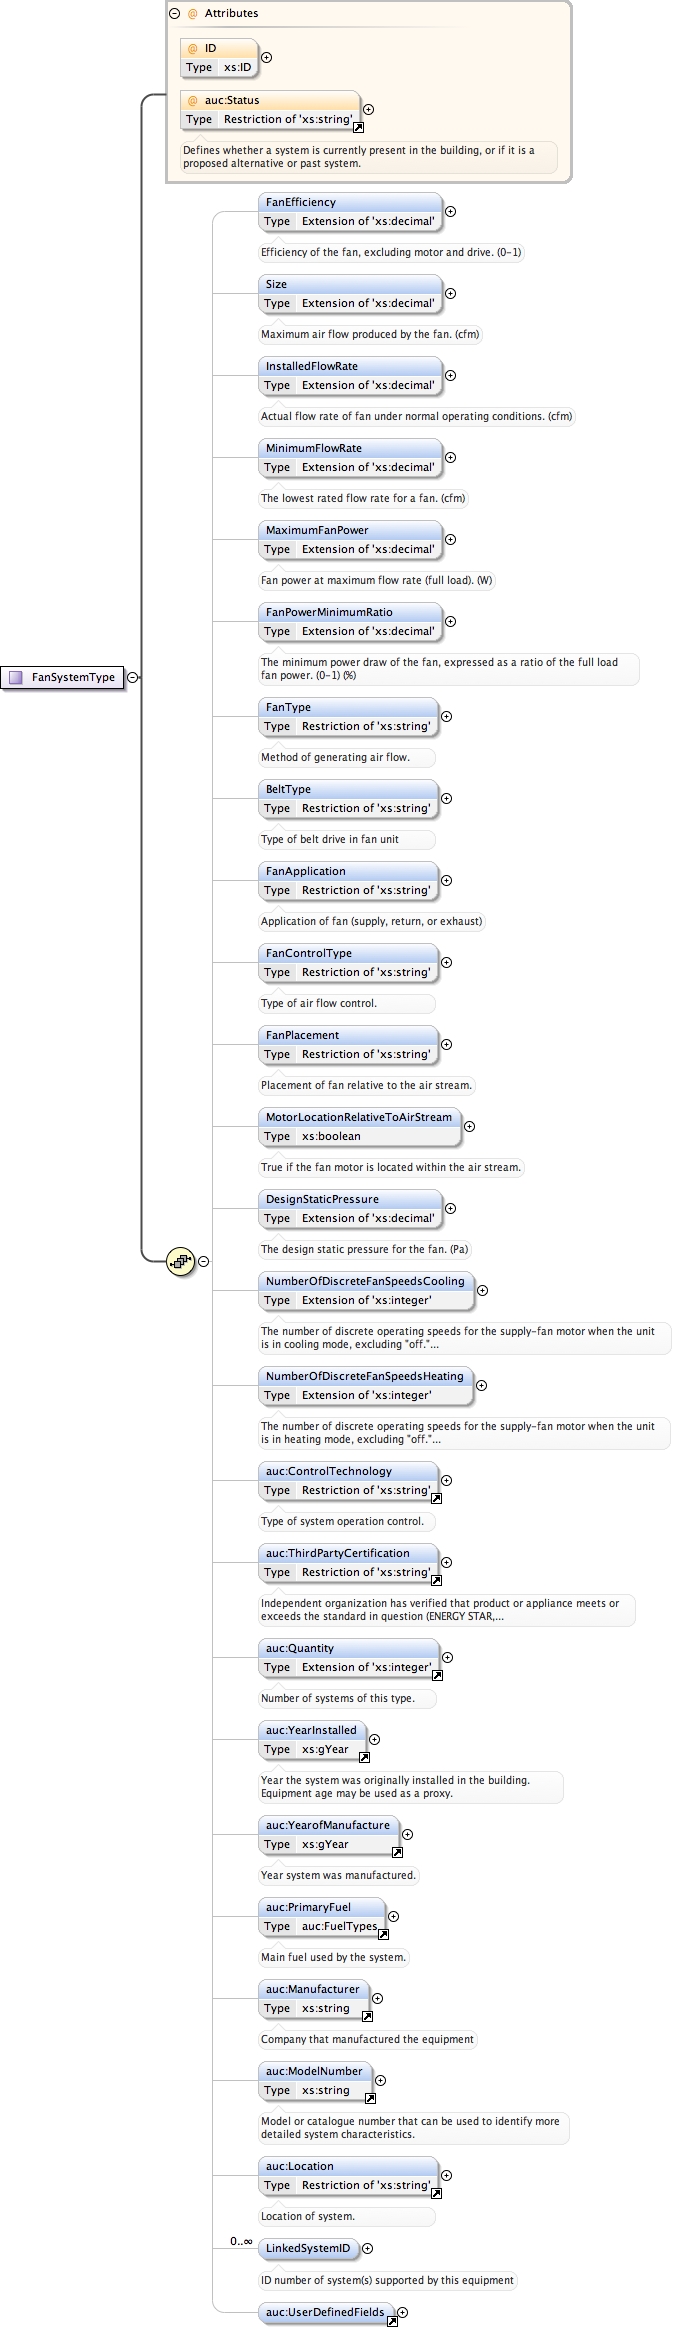 @ Attributes
@ ID
Type xs:ID
@ auc:Status
Type Restriction of 'xs:string'
Defines whether a system is currently present in the building, or if it is a
proposed alternative or past system.
FanEfficiency
Type Extension of 'xs:decimal'
Efficiency of the fan, excluding motor and drive. (0-1)
Size
Type Extension of 'xs:decimal'
Maximum air flow produced by the fan. (cfm)
InstalledFlowRate
Type Extension of 'xs:decimal'
Actual flow rate of fan under normal operating conditions. (cfm)
MinimumFlowRate
Type Extension of 'xs:decimal'
The lowest rated flow rate for a fan. (cfm)
MaximumFanPower
Type Extension of 'xs:decimal'
Fan power at maximum flow rate (full load). (W)
FanPowerMinimumRatio
Type Extension of 'xs:decimal'
The minimum power draw of the fan, expressed as a ratio of the full load
fan power. (0-1) (%)
FanSystemType
FanType
Type Restriction of 'xs:string'
Method of generating air flow.
BeltType
Type Restriction of 'xs:string'
Type of belt drive in fan unit
FanApplication
Type Restriction of 'xs:string'
Application of fan (supply, return, or exhaust)
FanControlType
Type Restriction of 'xs:string'
Type of air flow control.
FanPlacement
Type Restriction of 'xs:string'
Placement of fan relative to the air stream.
MotorLocationRelativeToAirStream
Type xs:boolean
True if the fan motor is located within the air stream.
DesignStaticPressure
Type Extension of 'xs:decimal'
The design static pressure for the fan. (Pa)
NumberOfDiscreteFanSpeedsCooling
Type Extension of 'xs:integer'
The number of discrete operating speeds for the supply-fan motor when the unit
is in cooling mode, excluding "off."...
NumberOfDiscreteFanSpeedsHeating
Type Extension of 'xs:integer'
The number of discrete operating speeds for the supply-fan motor when the unit
is in heating mode, excluding "off."...
auc:ControlTechnology
Type Restriction of 'xs:string'
Type of system operation control.
auc:ThirdPartyCertification
Type Restriction of 'xs:string'
Independent organization has verified that product or appliance meets or
exceeds the standard in question (ENERGY STAR,...
auc:Quantity
Type Extension of 'xs:integer'
Number of systems of this type.
auc:YearInstalled
Type xs:gYear
Year the system was originally installed in the building.
Equipment age may be used as a proxy.
auc:YearofManufacture
Type xs:gYear
Year system was manufactured.
auc:PrimaryFuel
Type auc:FuelTypes
Main fuel used by the system.
auc:Manufacturer
Type xs:string
Company that manufactured the equipment
auc:ModelNumber
Type xs:string
Model or catalogue number that can be used to identify more
detailed system characteristics.
auc:Location
Type Restriction of 'xs:string'
Location of system.
0..∞
LinkedSystemID
ID number of system(s) supported by this equipment
auc:UserDefinedFields